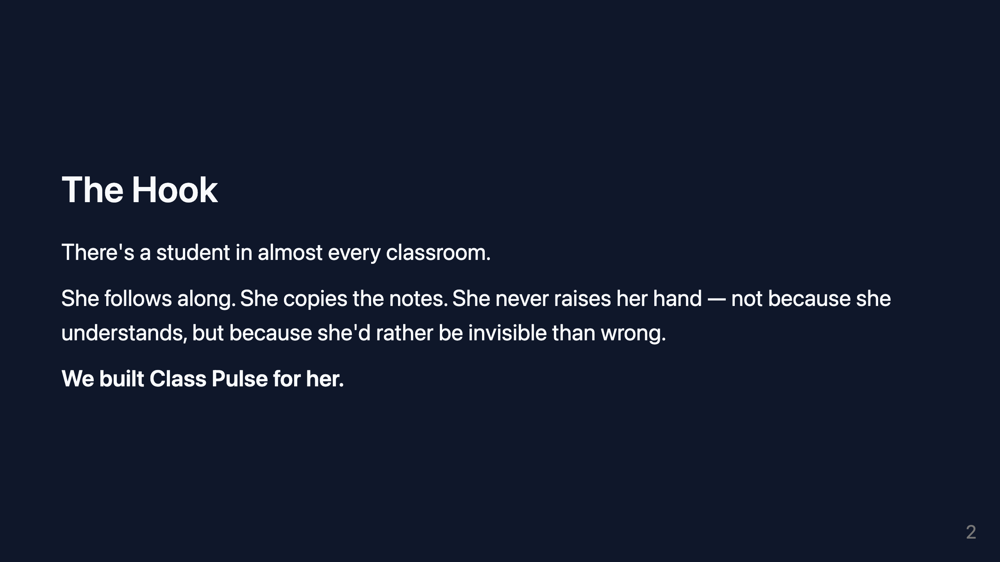 The Hook
There's a student in almost every classroom.
She follows along. She copies the notes. She never raises her hand — not because she
understands, but because she'd rather be invisible than wrong.
We built Class Pulse for her.
2